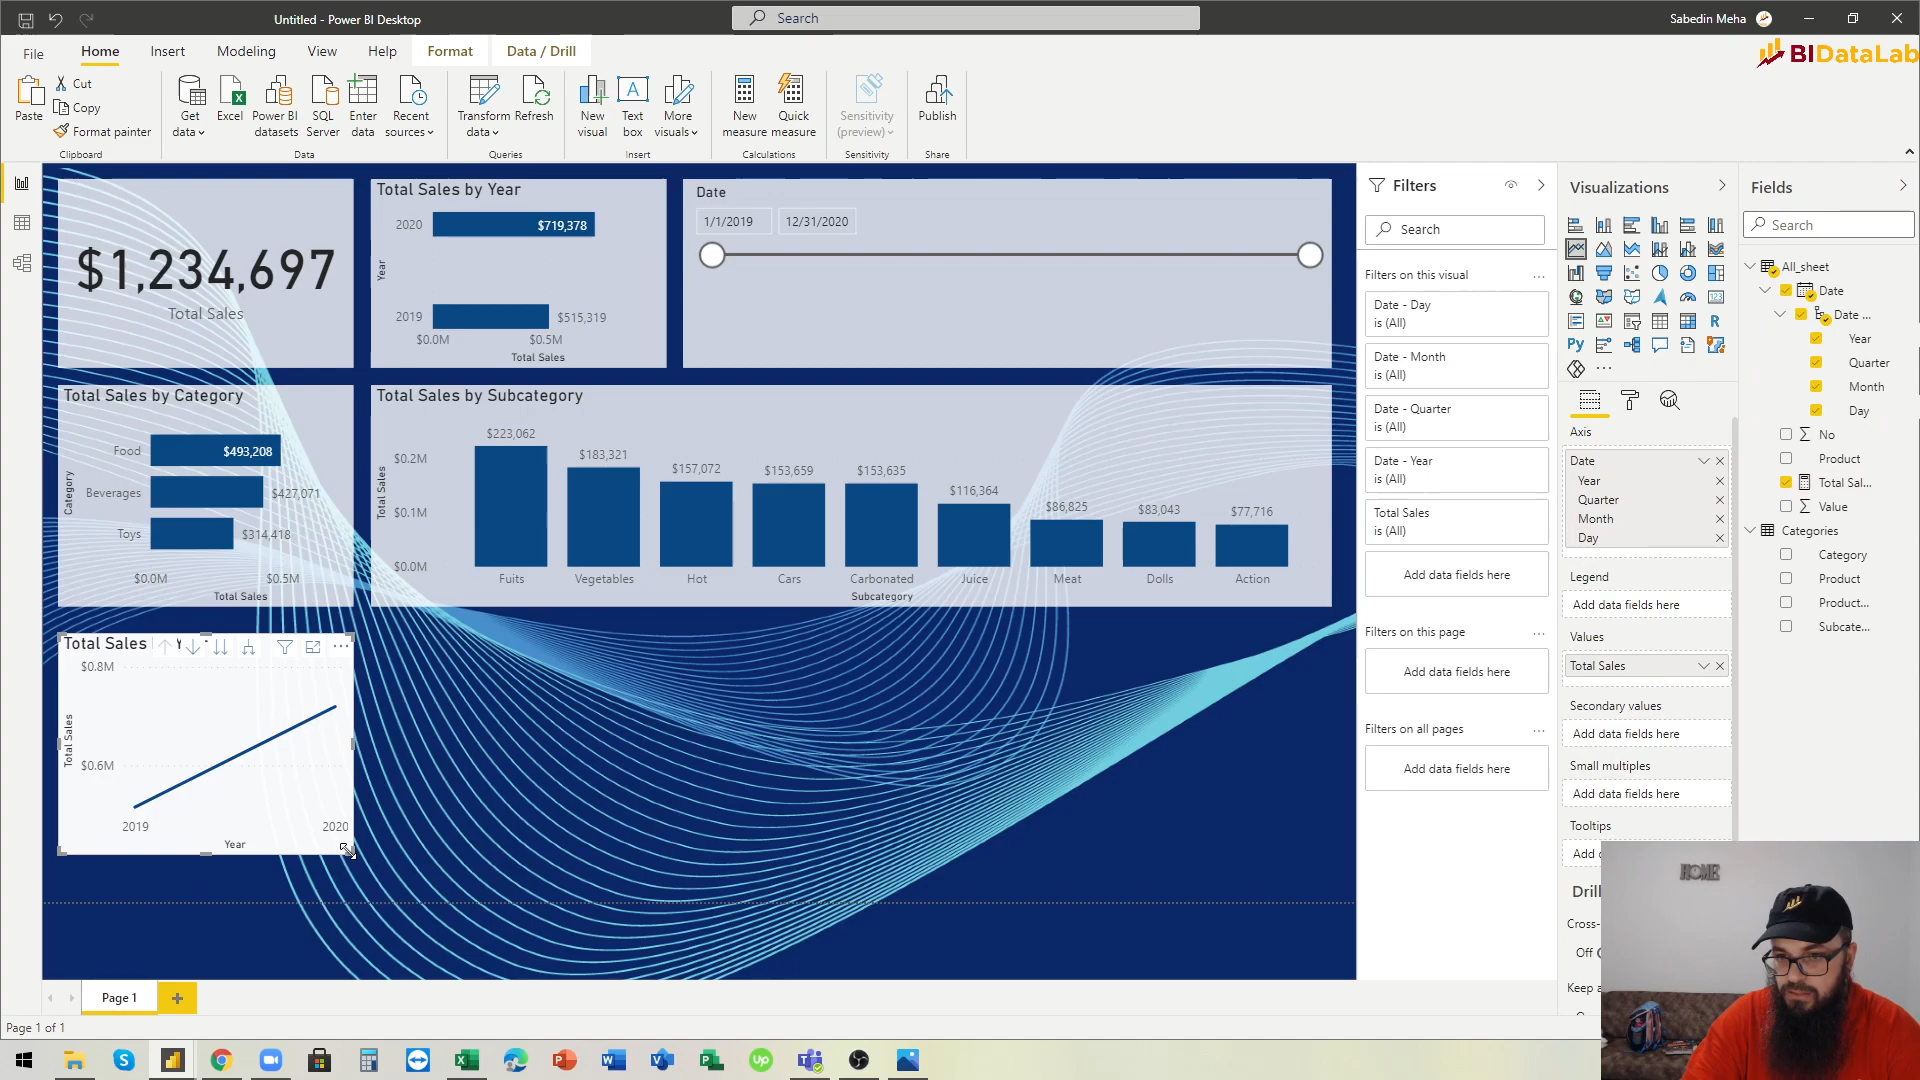 Untitled - Power BI Desktop
Search
Sabedin Meha
File
Home
Insert
Modeling
View
Help
Format
Data / Drill
BIDataLab
Paste
Cut
Copy
Format painter
Clipboard
Get data
Excel
Power BI datasets
SQL Server
Enter data
Recent sources
Data
Transform data
Refresh
Queries
New visual
Text box
More visuals
Insert
New measure
Quick measure
Calculations
Sensitivity (preview)
Sensitivity
Publish
Share
$1,234,697
Total Sales
Total Sales by Year
2020
$719,378
Year
2019
$515,319
$0.0M
$0.5M
Total Sales
Date
1/1/2019
12/31/2020
Total Sales by Category
Food
$493,208
Category
Beverages
$427,071
Toys
$314,418
$0.0M
$0.5M
Total Sales
Total Sales by Subcategory
Total Sales
$0.2M
$0.1M
$0.0M
$223,062
$183,321
$157,072
$153,659
$153,635
$116,364
$86,825
$83,043
$77,716
Fuits
Vegetables
Hot
Cars
Carbonated
Juice
Meat
Dolls
Action
Subcategory
Total Sales
$0.8M
Total Sales
$0.6M
2019
2020
Year
Filters
Search
Filters on this visual
...
Date - Day
is (All)
Date - Month
is (All)
Date - Quarter
is (All)
Date - Year
is (All)
Total Sales
is (All)
Add data fields here
Filters on this page
...
Add data fields here
Filters on all pages
...
Add data fields here
Visualizations
123
R
Py
...
Axis
Date
Year
Quarter
Month
Day
Legend
Add data fields here
Values
Total Sales
Secondary values
Add data fields here
Small multiples
Add data fields here
Tooltips
Add
Drill
Cross-
Off
Keep a
Fields
Search
All_sheet
Date
Date ...
Year
Quarter
Month
Day
No
Product
Total Sal...
Value
Categories
Category
Product
Product...
Subcate...
HOME
Page 1
Page 1 of 1